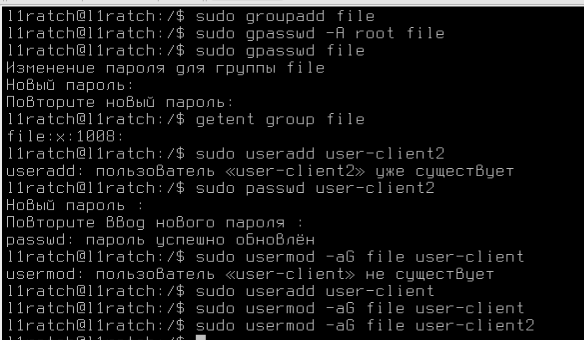 l1ratch@l1ratch:/$ sudo groupadd file
l1ratch@l1ratch:/$ sudo gpasswd -A root file
l1ratch@l1ratch:/$ sudo gpasswd file
Изменение пароля для группы file
Новый пароль:
Повторите новый пароль:
l1ratch@l1ratch:/$ getent group file
file:x:1008:
l1ratch@l1ratch:/$ sudo useradd user-client2
useradd: пользователь «user-client2» уже существует
l1ratch@l1ratch:/$ sudo passwd user-client2
Новый пароль :
Повторите ввод нового пароля :
passwd: пароль успешно обновлён
l1ratch@l1ratch:/$ sudo usermod -aG file user-client
usermod: пользователь «user-client» не существует
l1ratch@l1ratch:/$ sudo useradd user-client
l1ratch@l1ratch:/$ sudo usermod -aG file user-client
l1ratch@l1ratch:/$ sudo usermod -aG file user-client2
l1ratch@l1ratch:/$